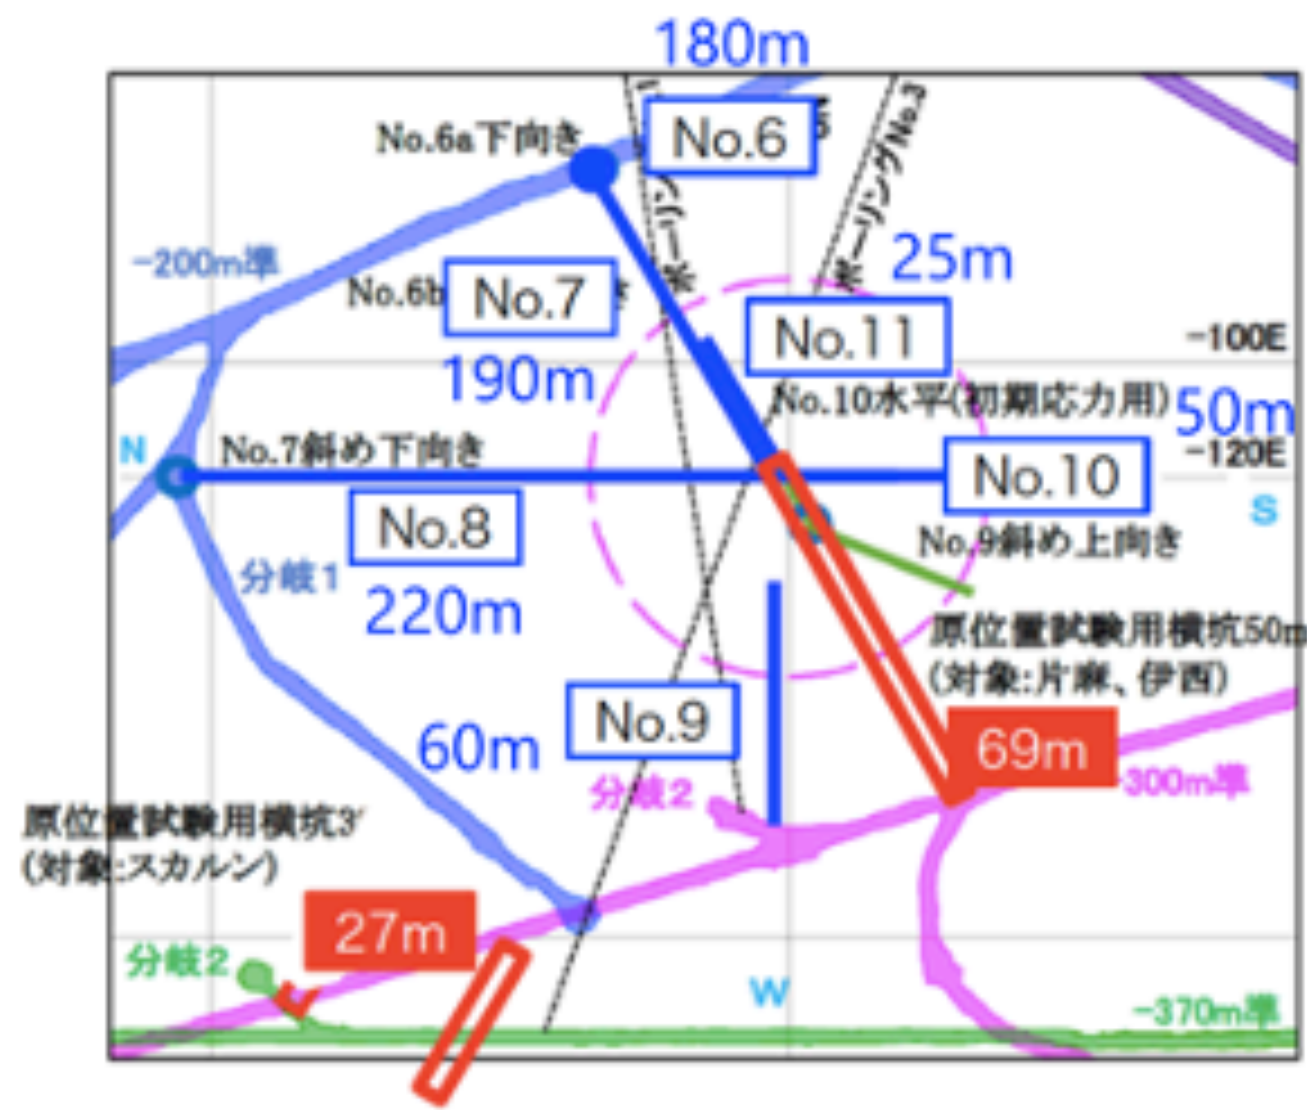 180m
No.6a下向き
No.6
ボーリングNo.3
25m
-200m準
No.6b
No.7
No.11
-100E
190m
No.10水平(初期応力用)
50m
N
No.7斜め下向き
-120E
No.10
S
No.8
No.9斜め上向き
分岐1
220m
原位置試験用横坑50m
(対象:片麻、伊西)
No.9
60m
69m
分岐2
-300m準
原位置試験用横坑3
(対象:スカルン)
27m
分岐2
W
-370m準